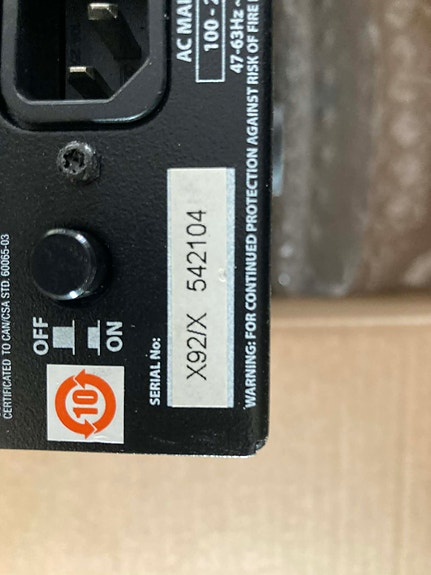 AC MAI
100 - 2
47-63Hz ~
WARNING: FOR CONTINUED PROTECTION AGAINST RISK OF FIRE
SERIAL No:
X92/X 542104
OFF
ON
10
CERTIFICATED TO CAN/CSA STD. 60065-03